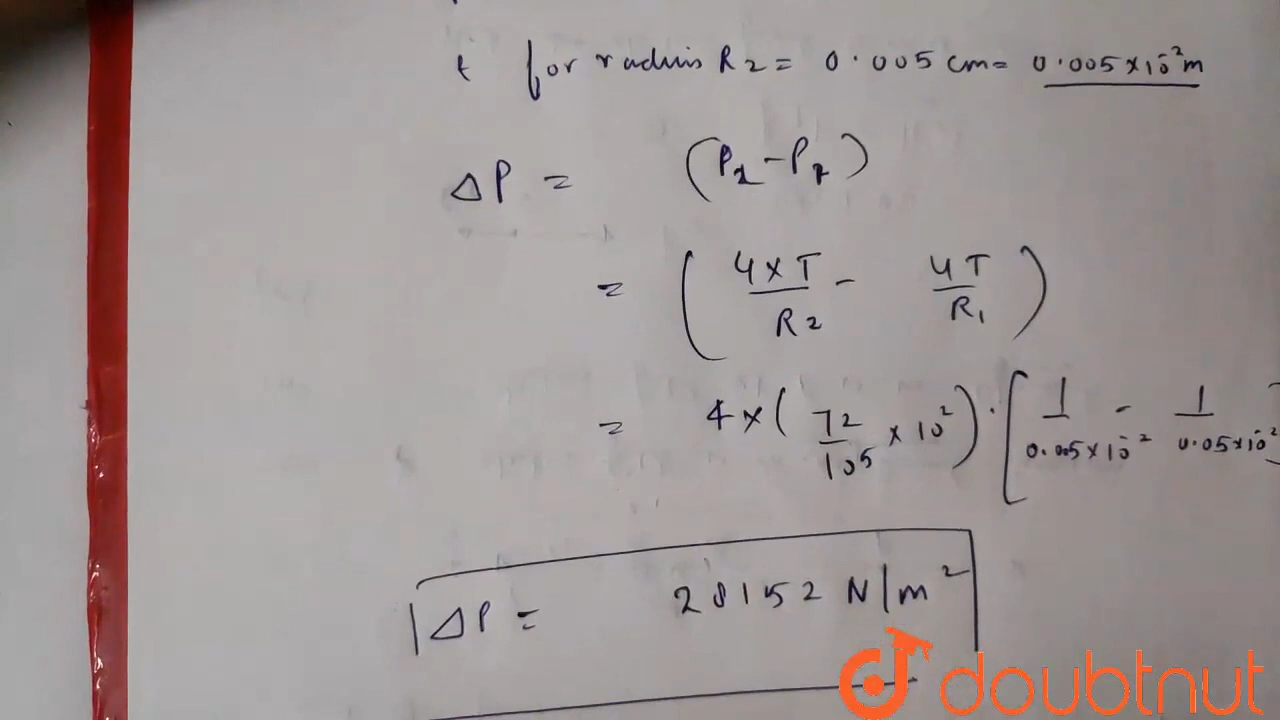 t for radius R2 = 0.005 cm = 0.005×10⁻²m
ΔP = (P2 - P1)
= (4×T/R2 - 4T/R1)
= 4×(72/10⁵ × 10²)·[1/0.005×10⁻² - 1/0.05×10⁻²]
ΔP = 28152 N/m²
doubtnut